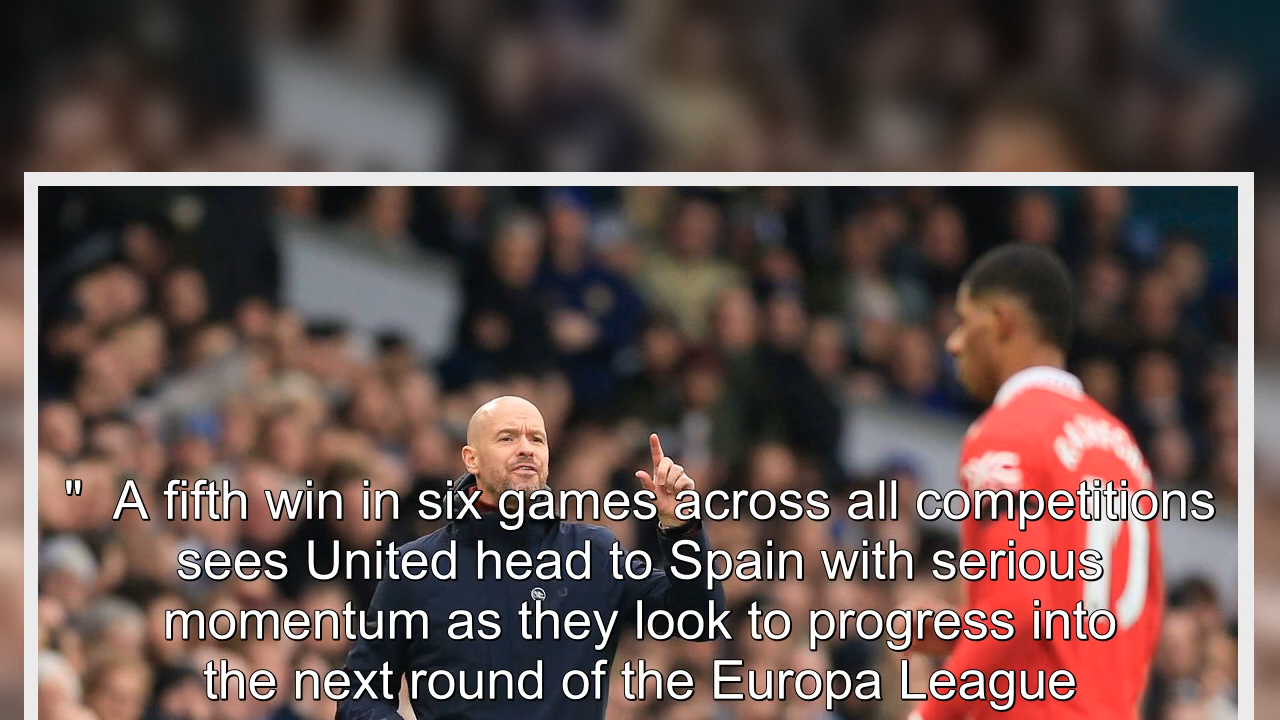 " A fifth win in six games across all competitions
sees United head to Spain with serious
momentum as they look to progress into
the next round of the Europa League